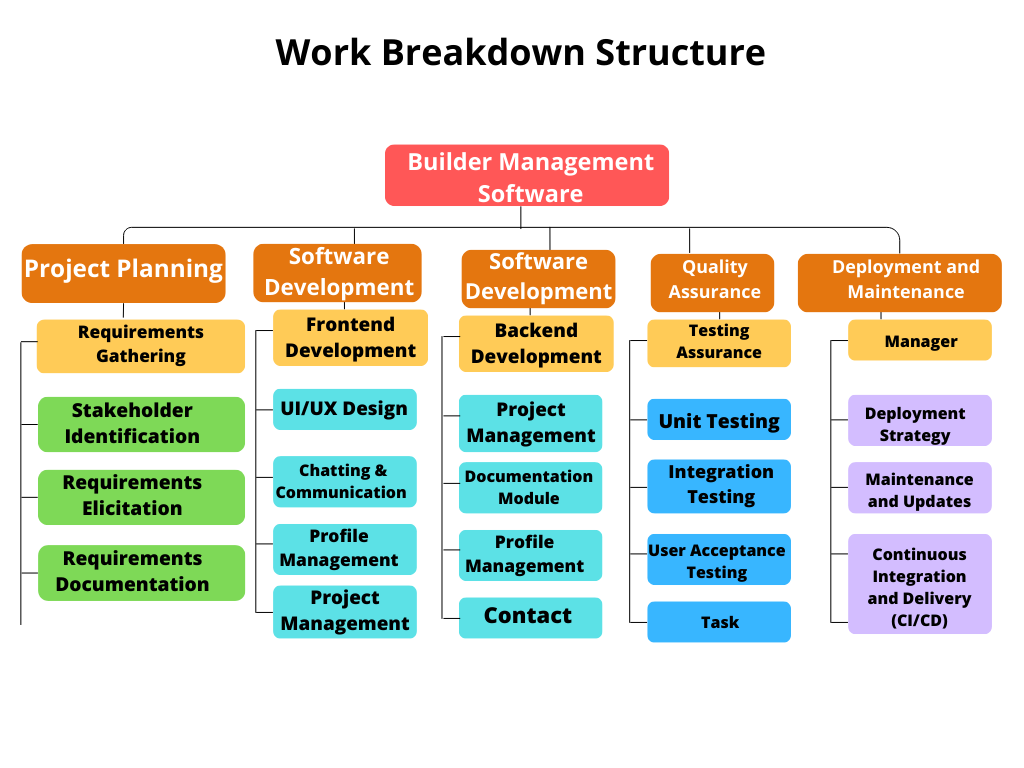 Work Breakdown Structure
Builder Management
Software
Project Planning
Requirements
Gathering
Stakeholder
Identification
Requirements
Elicitation
Requirements
Documentation
Software
Development
Frontend
Development
UI/UX Design
Chatting &
Communication
Profile
Management
Project
Management
Software
Development
Backend
Development
Project
Management
Documentation
Module
Profile
Management
Contact
Quality
Assurance
Testing
Assurance
Unit Testing
Integration
Testing
User Acceptance
Testing
Task
Deployment and
Maintenance
Manager
Deployment
Strategy
Maintenance
and Updates
Continuous
Integration
and Delivery
(CI/CD)